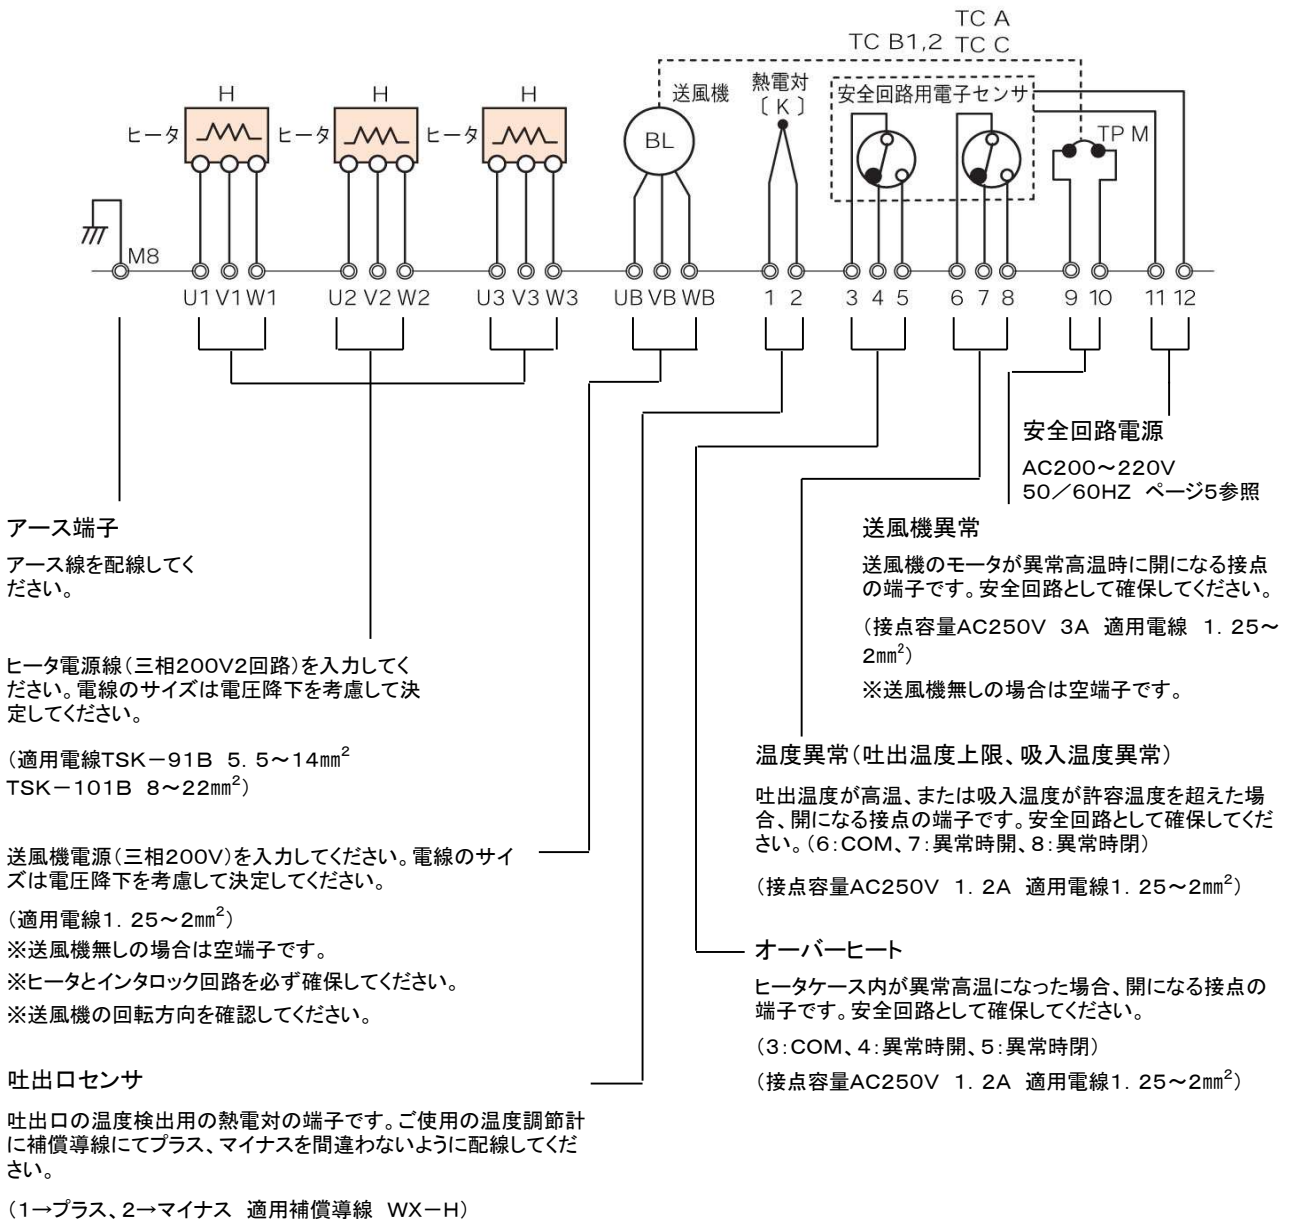 TC A
TC B1,2 TC C
H
H
H
ヒータ
ヒータ
ヒータ
送風機
BL
熱電対
〔K〕
安全回路用電子センサ
TP M
M8
U1 V1 W1
U2 V2 W2
U3 V3 W3
UB VB WB
1 2
3 4 5
6 7 8
9 10
11 12
安全回路電源
AC200～220V
50／60HZ ページ5参照
アース端子
アース線を配線してく
ださい。
送風機異常
送風機のモータが異常高温時に開になる接点
の端子です。安全回路として確保してください。
（接点容量AC250V 3A 適用電線 1．25～
2㎜²）
※送風機無しの場合は空端子です。
ヒータ電源線（三相200V2回路）を入力してく
ださい。電線のサイズは電圧降下を考慮して決
定してください。
（適用電線TSK－91B 5．5～14㎜²
TSK－101B 8～22㎜²）
温度異常（吐出温度上限、吸入温度異常）
吐出温度が高温、または吸入温度が許容温度を超えた場
合、開になる接点の端子です。安全回路として確保してくだ
さい。（6：COM、7：異常時開、8：異常時閉）
（接点容量AC250V 1．2A 適用電線1．25～2㎜²）
送風機電源（三相200V）を入力してください。電線のサイ
ズは電圧降下を考慮して決定してください。
（適用電線1．25～2㎜²）
※送風機無しの場合は空端子です。
※ヒータとインタロック回路を必ず確保してください。
※送風機の回転方向を確認してください。
オーバーヒート
ヒータケース内が異常高温になった場合、開になる接点の
端子です。安全回路として確保してください。
（3：COM、4：異常時開、5：異常時閉）
（接点容量AC250V 1．2A 適用電線1．25～2㎜²）
吐出口センサ
吐出口の温度検出用の熱電対の端子です。ご使用の温度調節計
に補償導線にてプラス、マイナスを間違わないように配線してくだ
さい。
（1→プラス、2→マイナス 適用補償導線 WX－H）